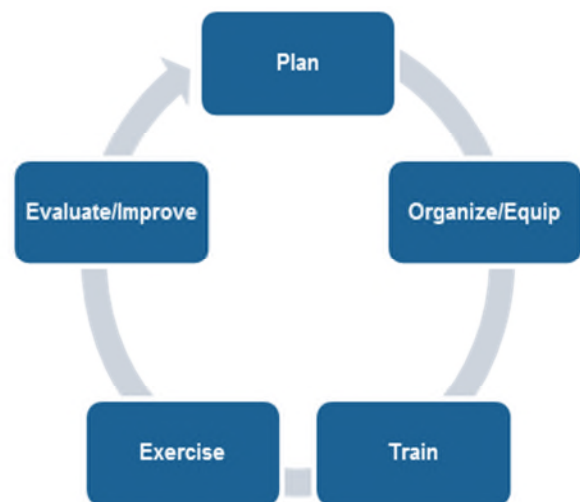 Plan
Organize/Equip
Train
Exercise
Evaluate/Improve